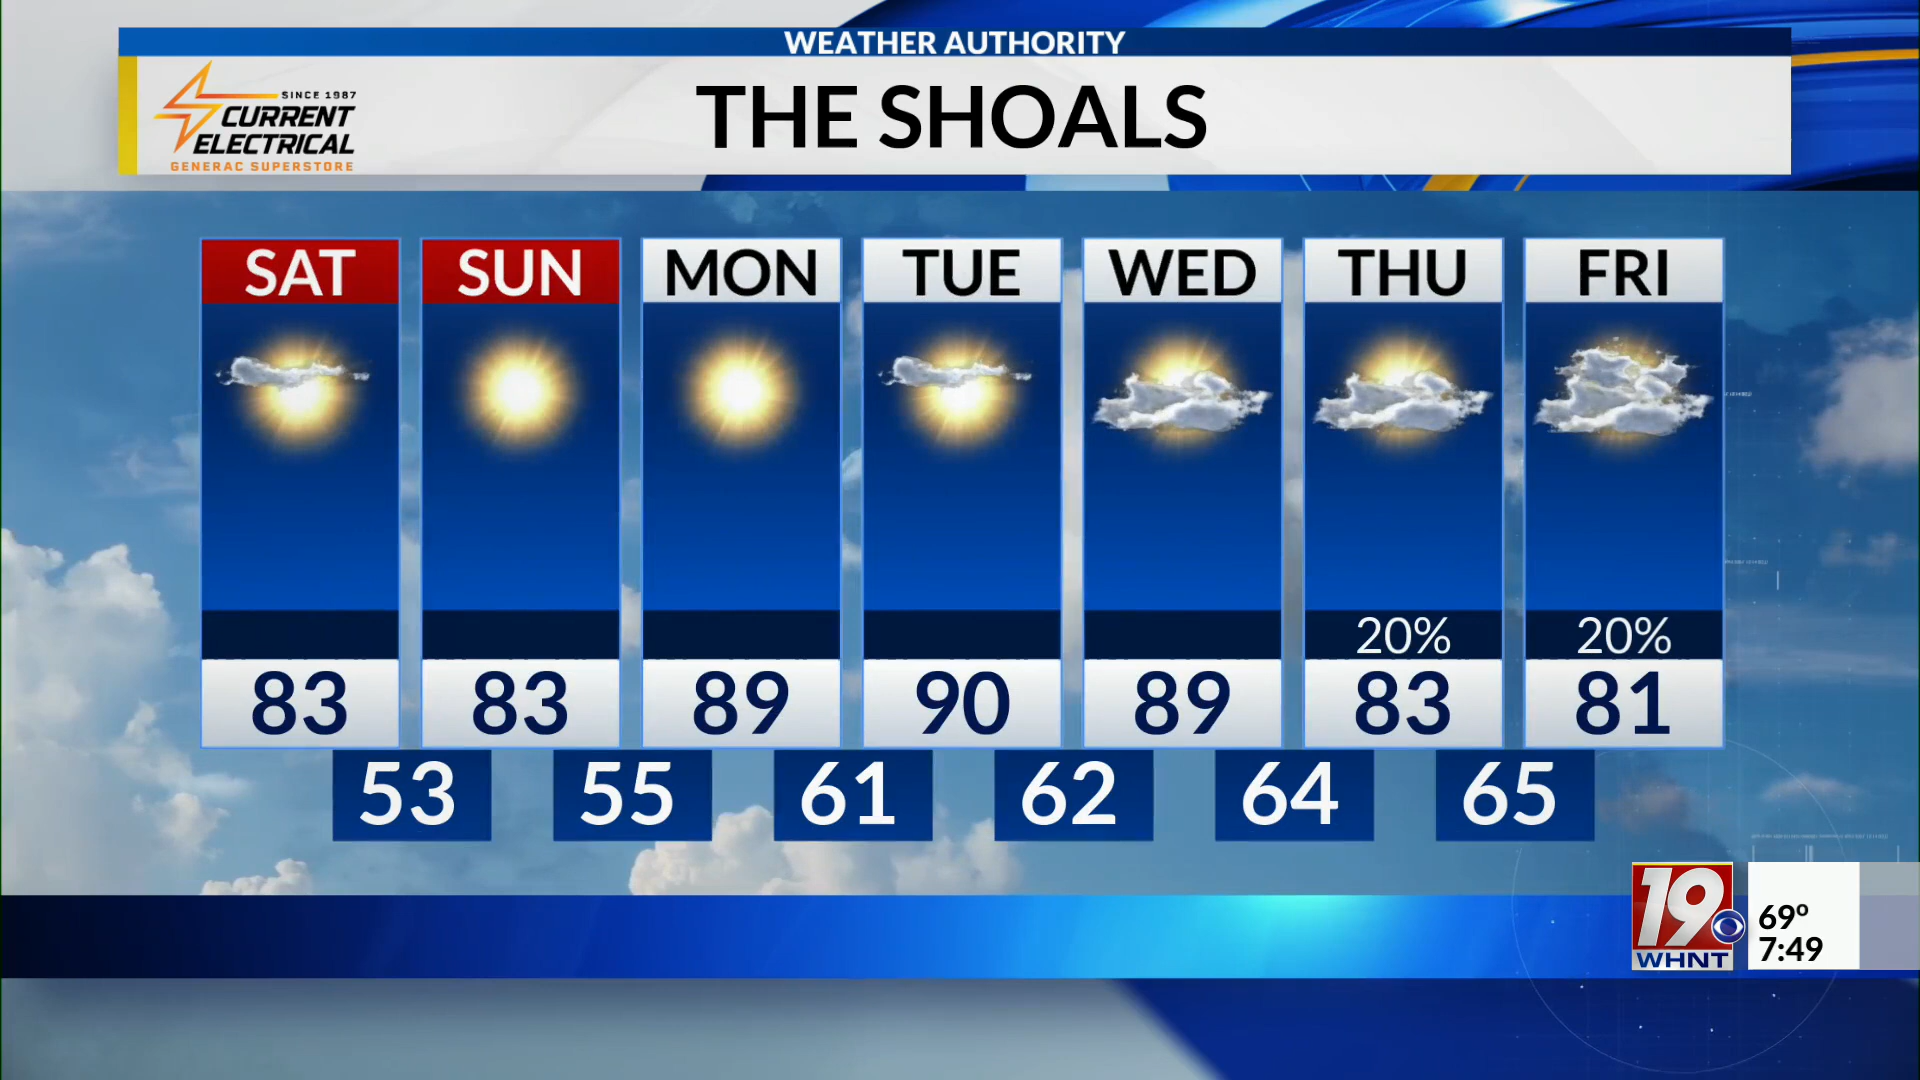 WEATHER AUTHORITY
SINCE 1987
CURRENT
ELECTRICAL
GENERAC SUPERSTORE
THE SHOALS
SAT SUN MON TUE WED THU FRI
20% 20%
83 83 89 90 89 83 81
53 55 61 62 64 65
19
WHNT
69º
7:49